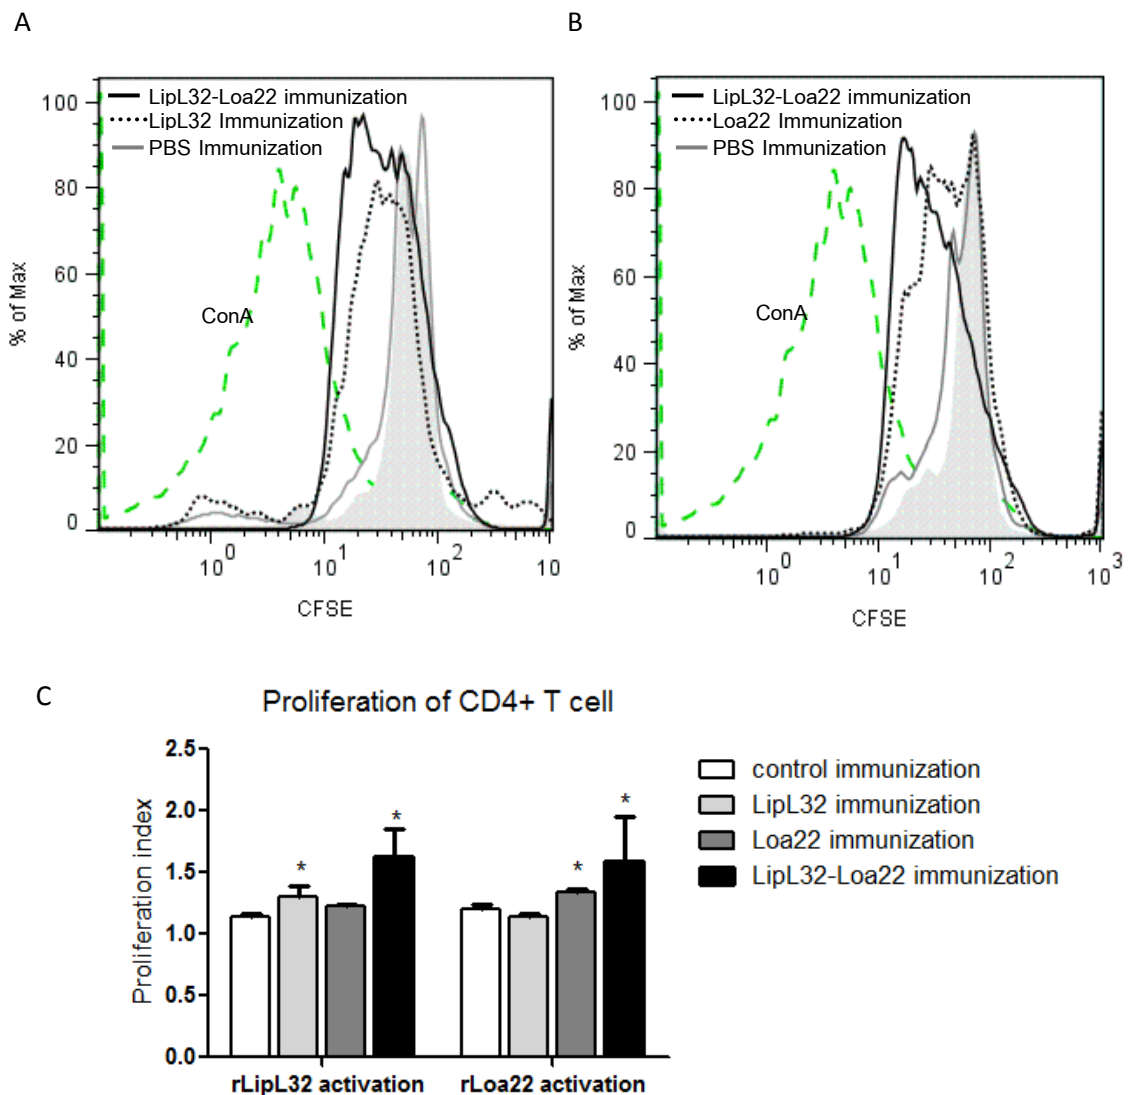 A
B
LipL32-Loa22 immunization
LipL32 Immunization
PBS Immunization
100
80
60
40
20
0
% of Max
ConA
10^0
10^1
10^2
10
CFSE
LipL32-Loa22 immunization
Loa22 Immunization
PBS Immunization
100
80
60
40
20
0
% of Max
ConA
10^0
10^1
10^2
10^3
CFSE
C
Proliferation of CD4+ T cell
2.5
2.0
1.5
1.0
0.5
0.0
Proliferation index
*
*
*
*
rLipL32 activation
rLoa22 activation
control immunization
LipL32 immunization
Loa22 immunization
LipL32-Loa22 immunization